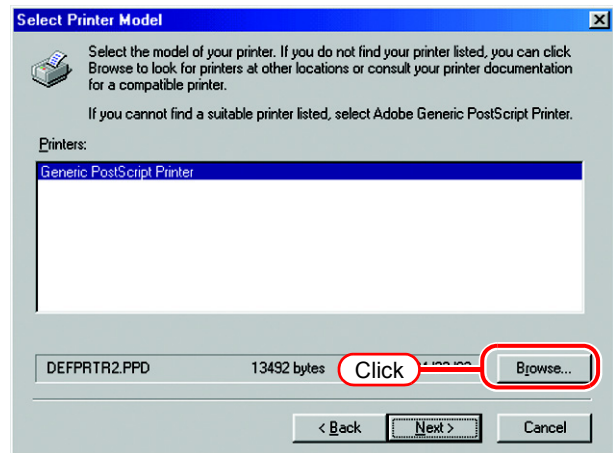 Select Printer Model
Select the model of your printer. If you do not find your printer listed, you can click
Browse to look for printers at other locations or consult your printer documentation
for a compatible printer.
If you cannot find a suitable printer listed, select Adobe Generic PostScript Printer.
Printers:
Generic PostScript Printer
DEFPRTR2.PPD 13492 bytes Click Browse...
< Back Next > Cancel